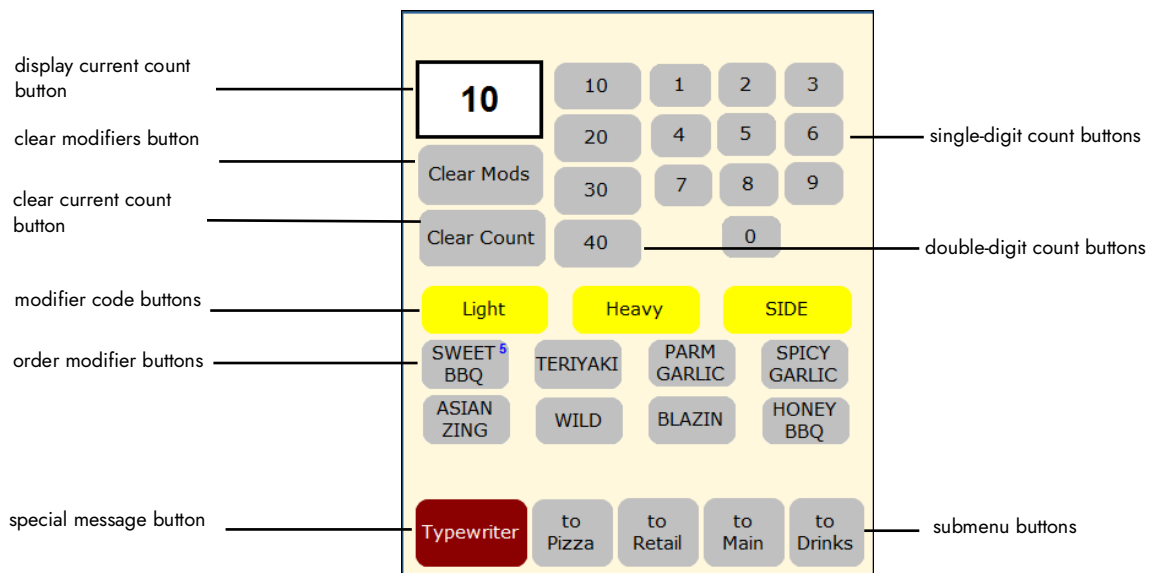 display current count
button
clear modifiers button
clear current count
button
modifier code buttons
order modifier buttons
special message button
10
Clear Mods
Clear Count
10 1 2 3
20 4 5 6
30 7 8 9
40 0
single-digit count buttons
double-digit count buttons
Light Heavy SIDE
SWEET 5
BBQ
TERIYAKI
PARM
GARLIC
SPICY
GARLIC
ASIAN
ZING
WILD
BLAZIN
HONEY
BBQ
Typewriter
to
Pizza
to
Retail
to
Main
to
Drinks
submenu buttons